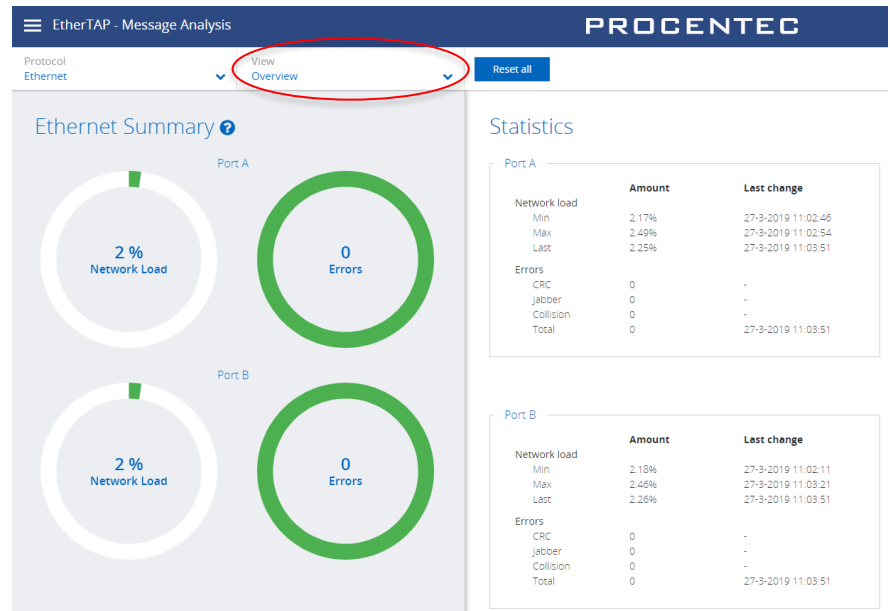 EtherTAP - Message Analysis
PROCENTEC
Protocol
Ethernet
View
Overview
Reset all
Ethernet Summary ?
Port A
2 %
Network Load
0
Errors
Port B
2 %
Network Load
0
Errors
Statistics
Port A
Amount Last change
Network load
Min 2.17% 27-3-2019 11:02:46
Max 2.49% 27-3-2019 11:02:54
Last 2.25% 27-3-2019 11:03:51
Errors
CRC 0 -
Jabber 0 -
Collision 0 -
Total 0 27-3-2019 11:03:51
Port B
Amount Last change
Network load
Min 2.18% 27-3-2019 11:02:11
Max 2.46% 27-3-2019 11:03:21
Last 2.26% 27-3-2019 11:03:51
Errors
CRC 0 -
Jabber 0 -
Collision 0 -
Total 0 27-3-2019 11:03:51